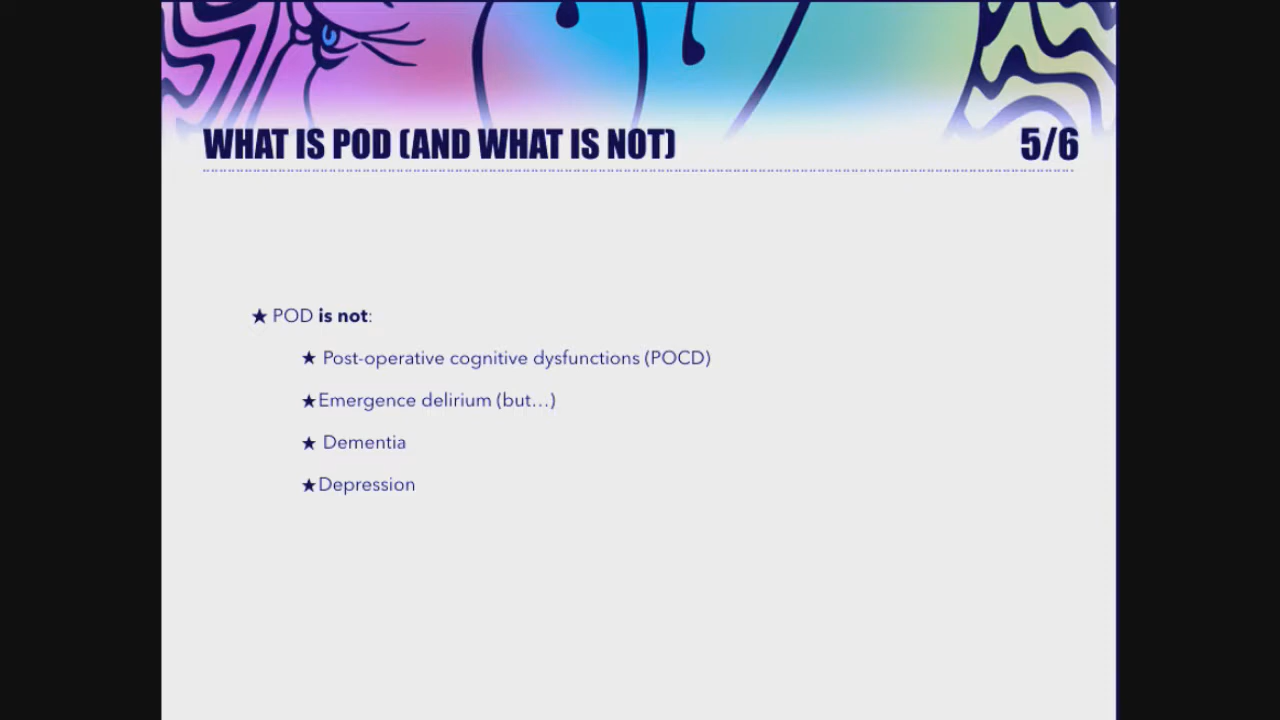 WHAT IS POD (AND WHAT IS NOT) 5/6
★ POD is not:
★ Post-operative cognitive dysfunctions (POCD)
★Emergence delirium (but…)
★ Dementia
★Depression